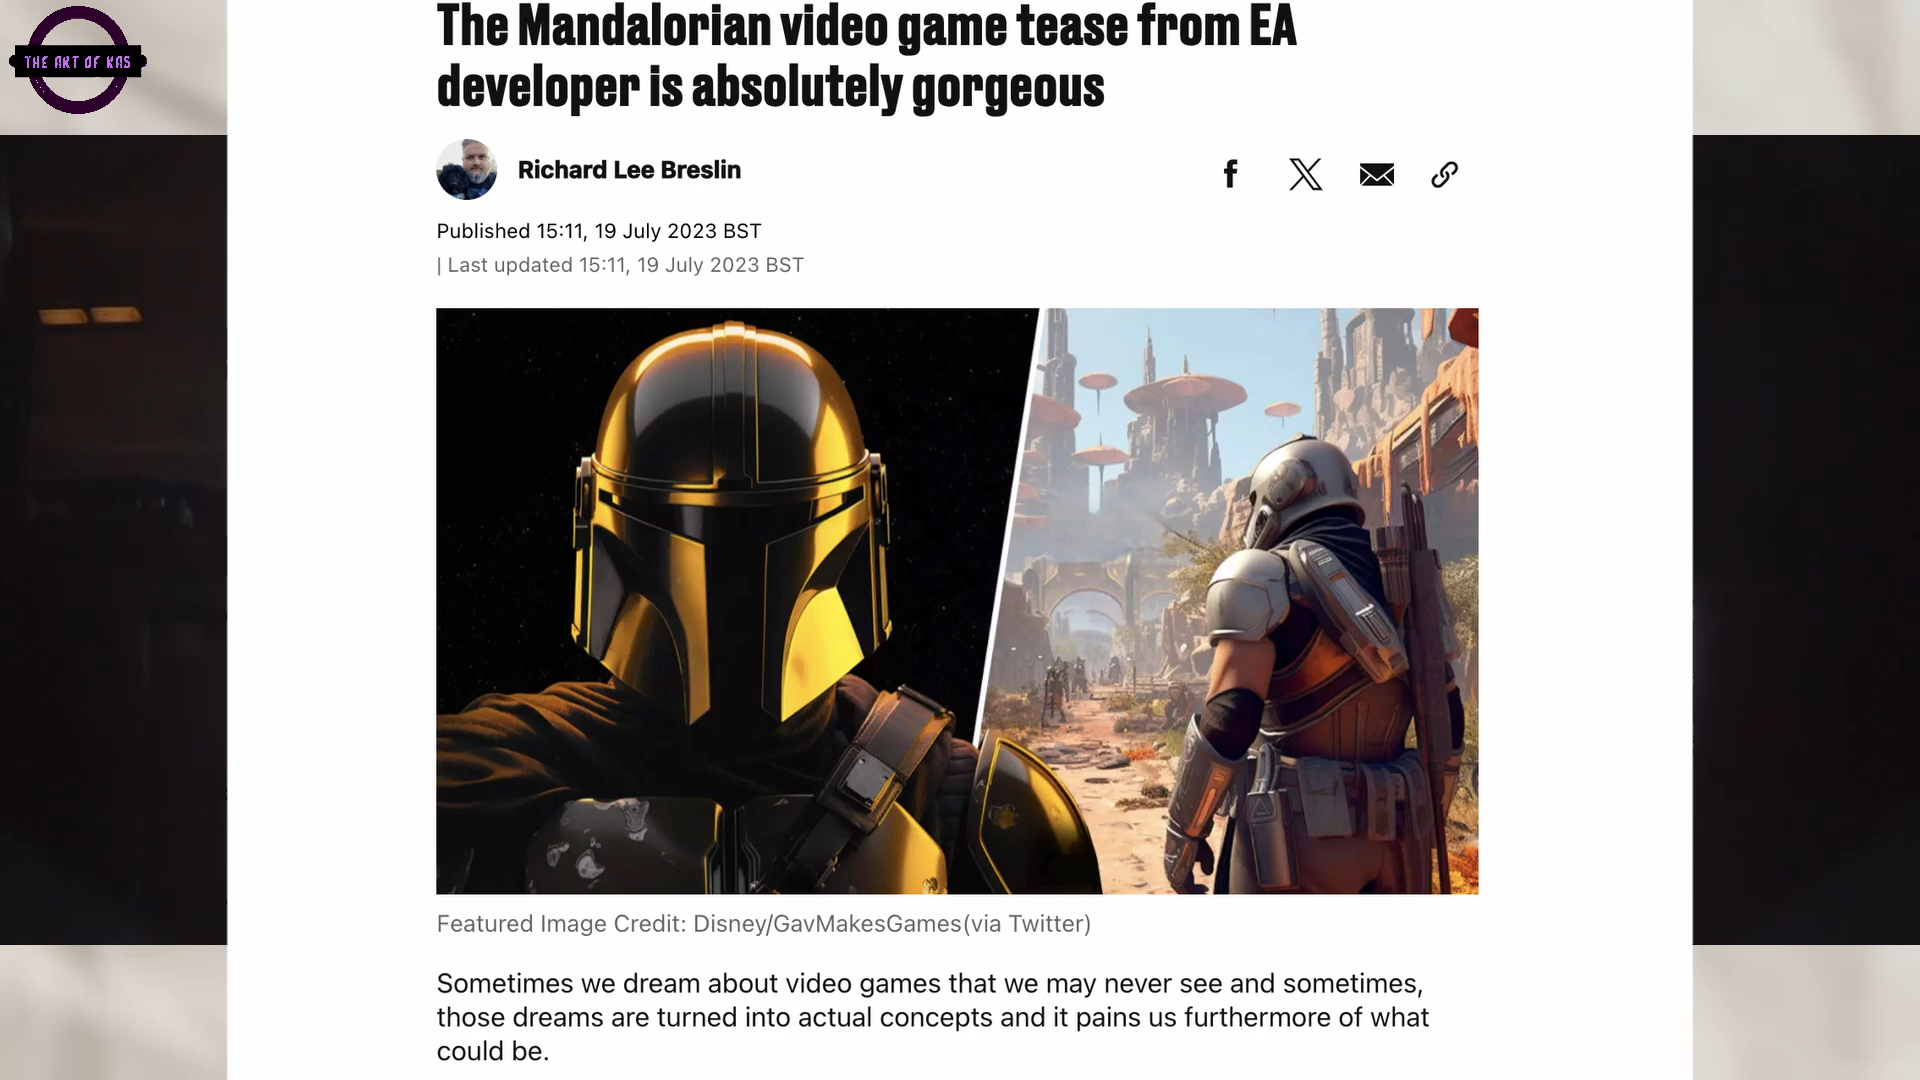 THE ART OF KAS
The Mandalorian video game tease from EA
developer is absolutely gorgeous
Richard Lee Breslin
Published 15:11, 19 July 2023 BST
| Last updated 15:11, 19 July 2023 BST
Featured Image Credit: Disney/GavMakesGames(via Twitter)
Sometimes we dream about video games that we may never see and sometimes,
those dreams are turned into actual concepts and it pains us furthermore of what
could be.